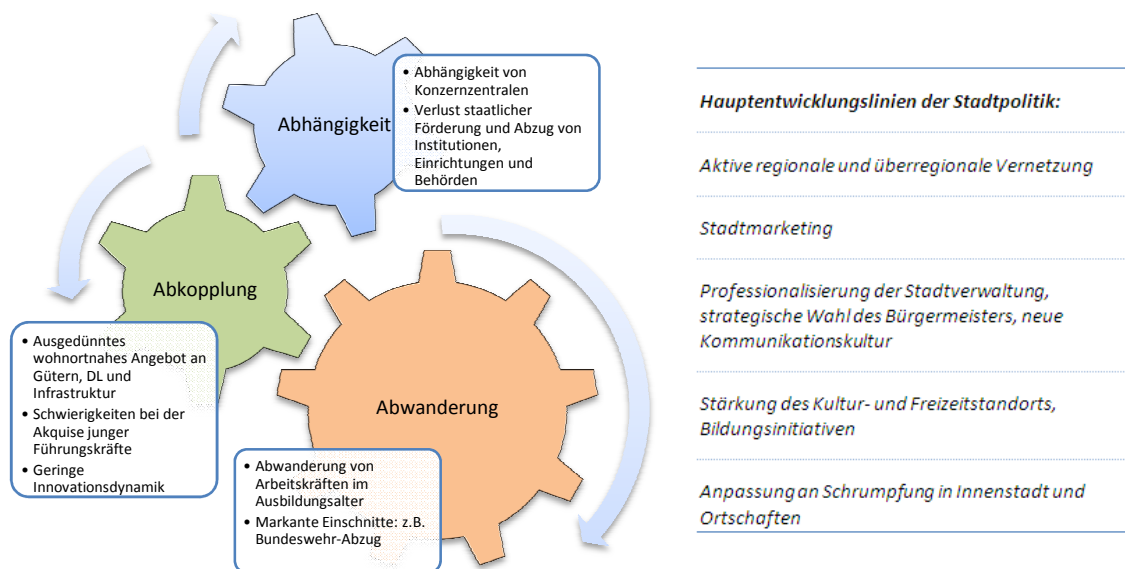 Abhängigkeit
• Abhängigkeit von
Konzernzentralen
• Verlust staatlicher
Förderung und Abzug von
Institutionen,
Einrichtungen und
Behörden
Abkopplung
• Ausgedünntes
wohnortnahes Angebot an
Gütern, DL und
Infrastruktur
• Schwierigkeiten bei der
Akquise junger
Führungskräfte
• Geringe
Innovationsdynamik
Abwanderung
• Abwanderung von
Arbeitskräften im
Ausbildungsalter
• Markante Einschnitte: z.B.
Bundeswehr-Abzug
Hauptentwicklungslinien der Stadtpolitik:
Aktive regionale und überregionale Vernetzung
Stadtmarketing
Professionalisierung der Stadtverwaltung,
strategische Wahl des Bürgermeisters, neue
Kommunikationskultur
Stärkung des Kultur- und Freizeitstandorts,
Bildungsinitiativen
Anpassung an Schrumpfung in Innenstadt und
Ortschaften